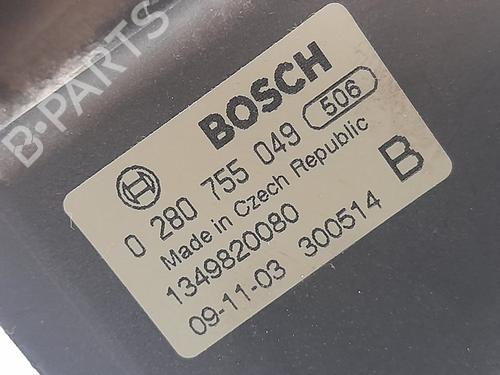 B-PARTS
BOSCH
0 280 755 049 506
Made in Czech Republic
1349820080 B
09-11-03 300514